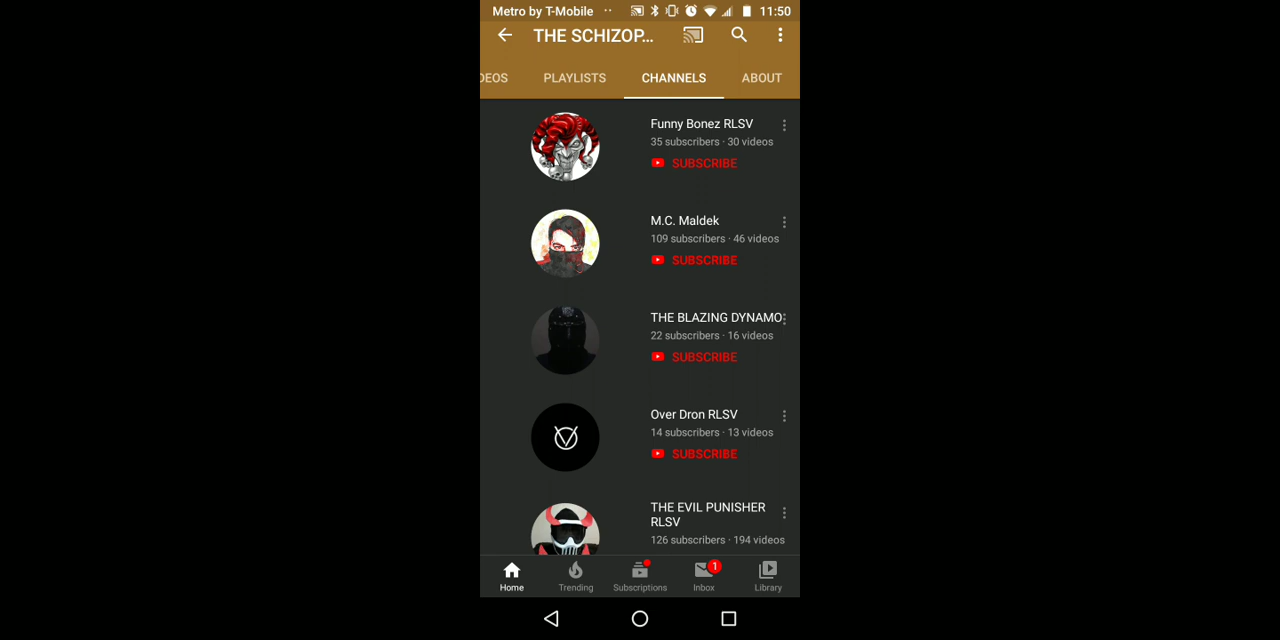 Metro by T-Mobile 11:50
THE SCHIZOP...
DEOS PLAYLISTS CHANNELS ABOUT
Funny Bonez RLSV
35 subscribers · 30 videos
SUBSCRIBE
M.C. Maldek
109 subscribers · 46 videos
SUBSCRIBE
THE BLAZING DYNAMO
22 subscribers · 16 videos
SUBSCRIBE
Over Dron RLSV
14 subscribers · 13 videos
SUBSCRIBE
THE EVIL PUNISHER
RLSV
126 subscribers · 194 videos
1
Home Trending Subscriptions Inbox Library